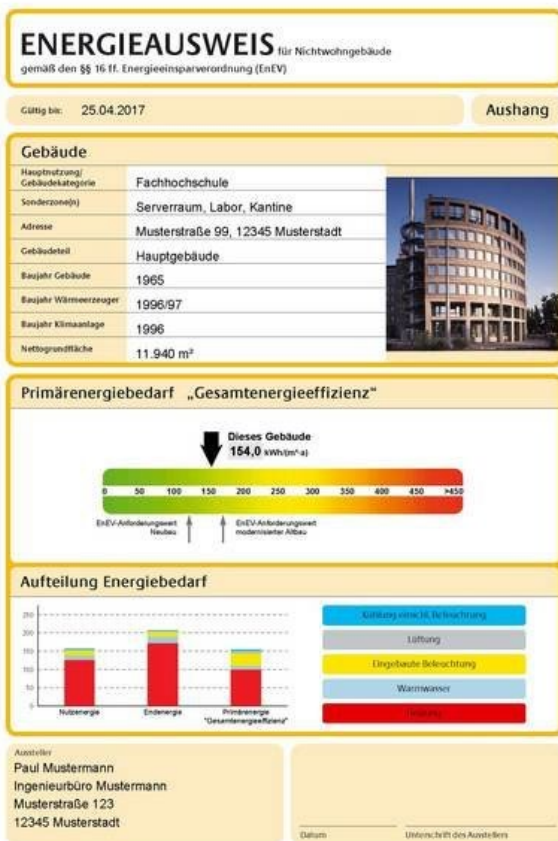 ENERGIEAUSWEIS für Nichtwohngebäude
gemäß den §§ 16 ff. Energieeinsparverordnung (EnEV)
Gültig bis: 25.04.2017
Aushang
Gebäude
Hauptnutzung/
Gebäudekategorie Fachhochschule
Sonderzone(n) Serverraum, Labor, Kantine
Adresse Musterstraße 99, 12345 Musterstadt
Gebäudeteil Hauptgebäude
Baujahr Gebäude 1965
Baujahr Wärmeerzeuger 1996/97
Baujahr Klimaanlage 1996
Nettogrundfläche 11.940 m²
Primärenergiebedarf „Gesamtenergieeffizienz“
Dieses Gebäude
154,0 kWh/(m²·a)
0 50 100 150 200 250 300 350 400 450 >450
EnEV-Anforderungswert
Neubau
EnEV-Anforderungswert
modernisierter Altbau
Aufteilung Energiebedarf
250
200
150
100
50
0
Nutzenergie
Endenergie
Primärenergie
"Gesamtenergieeffizienz"
Kühlung einschl. Befeuchtung
Lüftung
Eingebaute Beleuchtung
Warmwasser
Heizung
Aussteller
Paul Mustermann
Ingenieurbüro Mustermann
Musterstraße 123
12345 Musterstadt
Datum
Unterschrift des Ausstellers